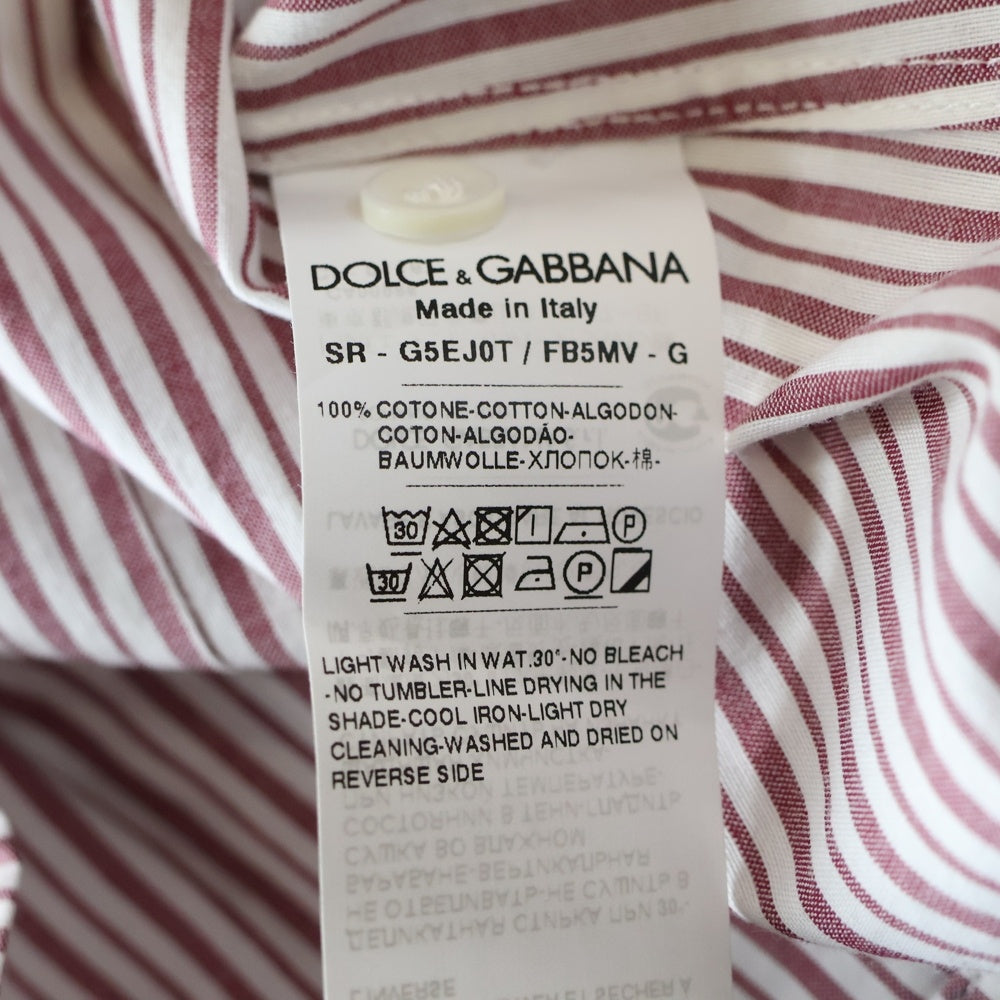 DOLCE & GABBANA
Made in Italy
SR - G5EJ0T / FB5MV - G
100% COTONE-COTTON-ALGODON-
COTON-ALGODÃO-
BAUMWOLLE-ХЛОПОК-棉-
30 P
30 P
LIGHT WASH IN WAT.30°-NO BLEACH
-NO TUMBLER-LINE DRYING IN THE
SHADE-COOL IRON-LIGHT DRY
CLEANING-WASHED AND DRIED ON
REVERSE SIDE